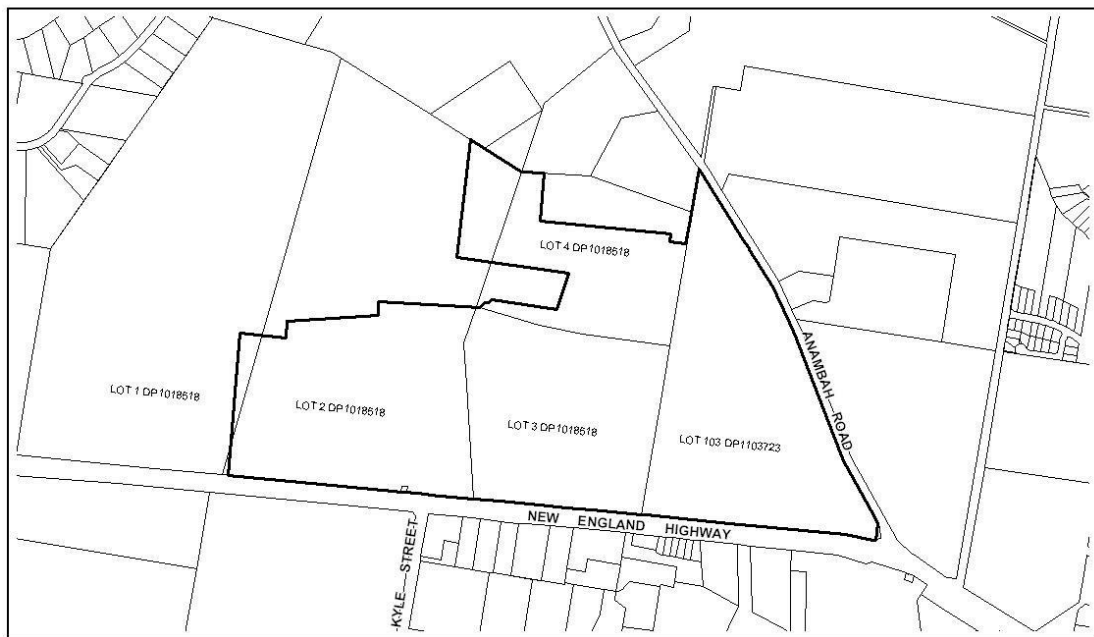 LOT 4 DP1018518
ANAMBAH ROAD
LOT 1 DP1018518
LOT 2 DP1018518
LOT 3 DP1018518
LOT 103 DP1103723
NEW ENGLAND HIGHWAY
KYLE STREET